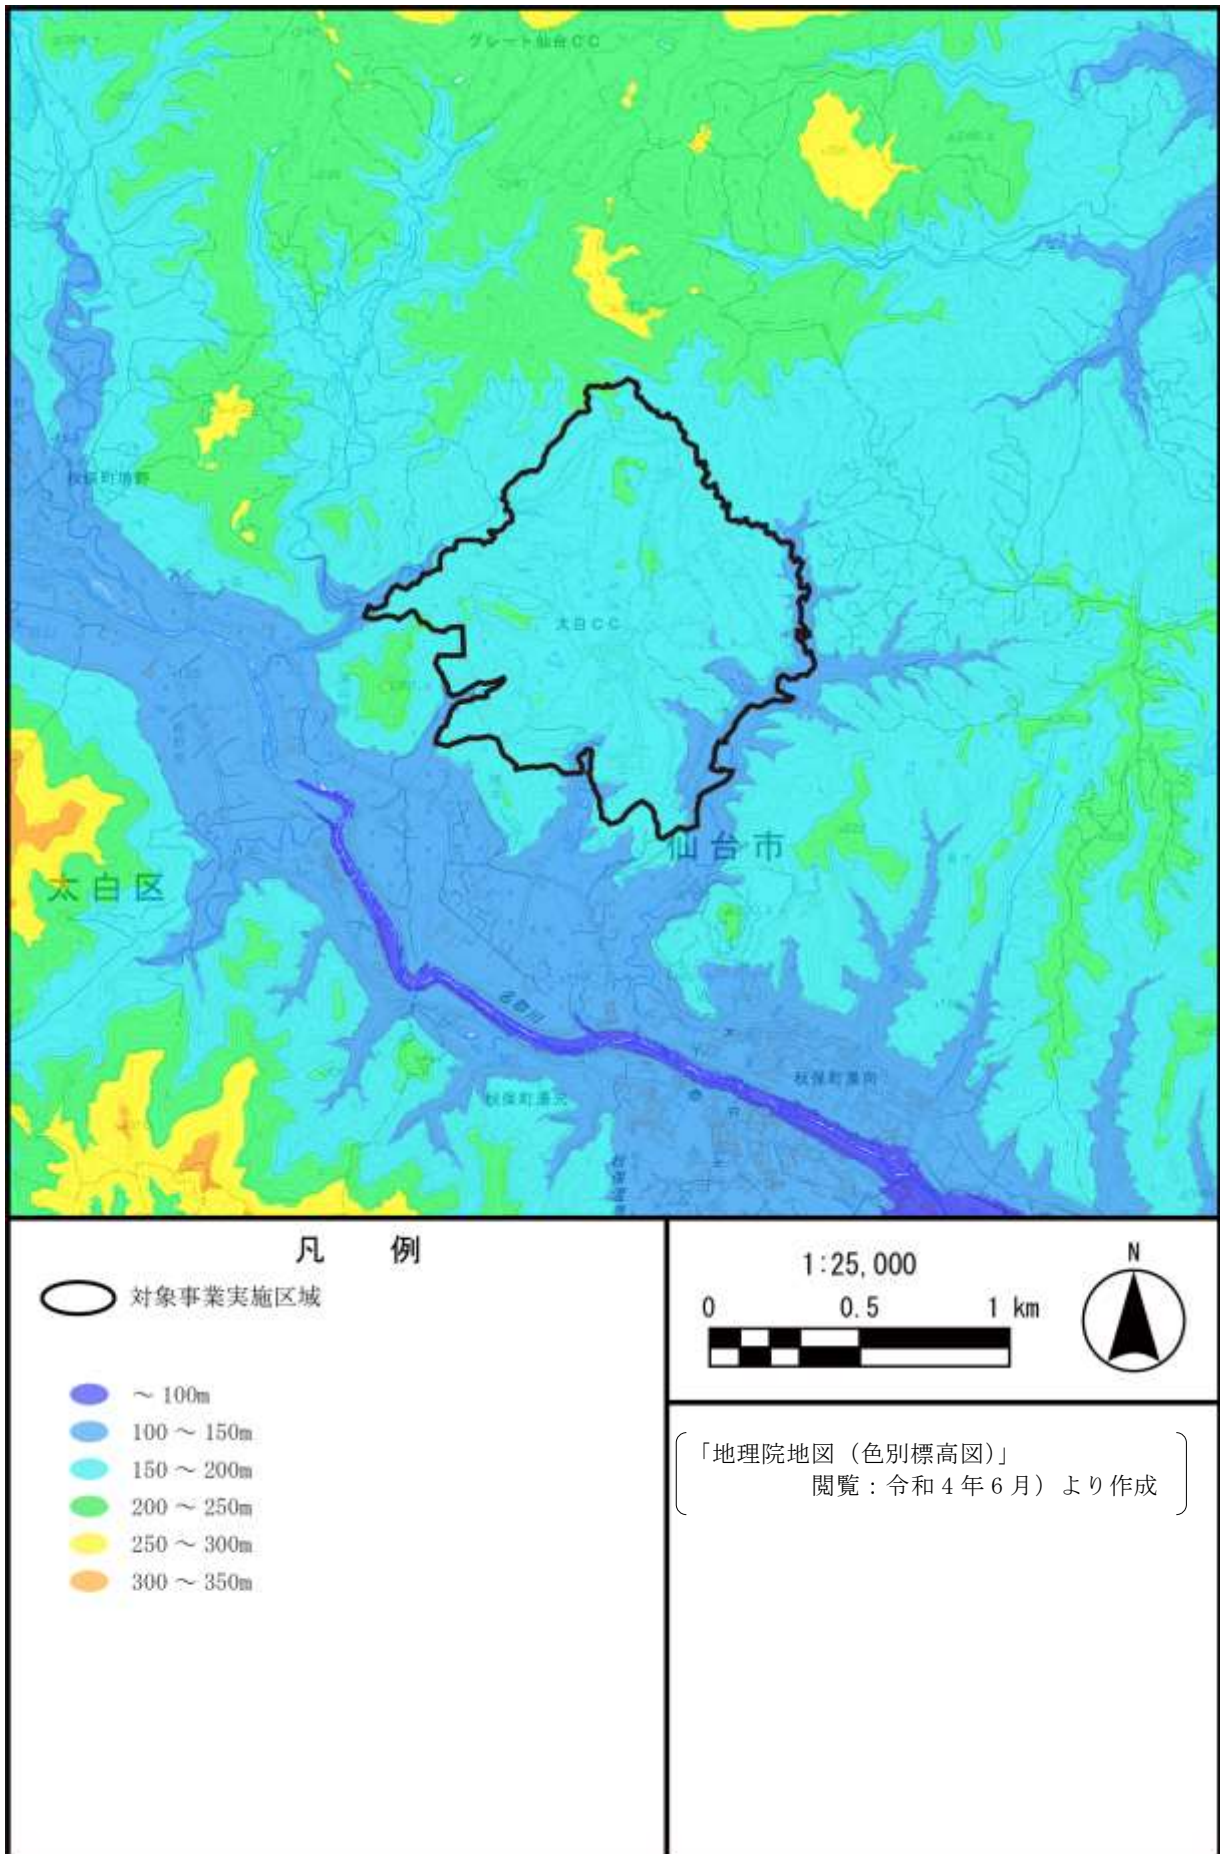 グレート仙台CC
秋保町境野
太白CC
仙台市
太白区
名取川
秋保町湯向
秋保町湯元
凡 例
対象事業実施区域
～ 100m
100 ～ 150m
150 ～ 200m
200 ～ 250m
250 ～ 300m
300 ～ 350m
1:25,000
0 0.5 1 km
N
「地理院地図（色別標高図）」
閲覧：令和4年6月）より作成